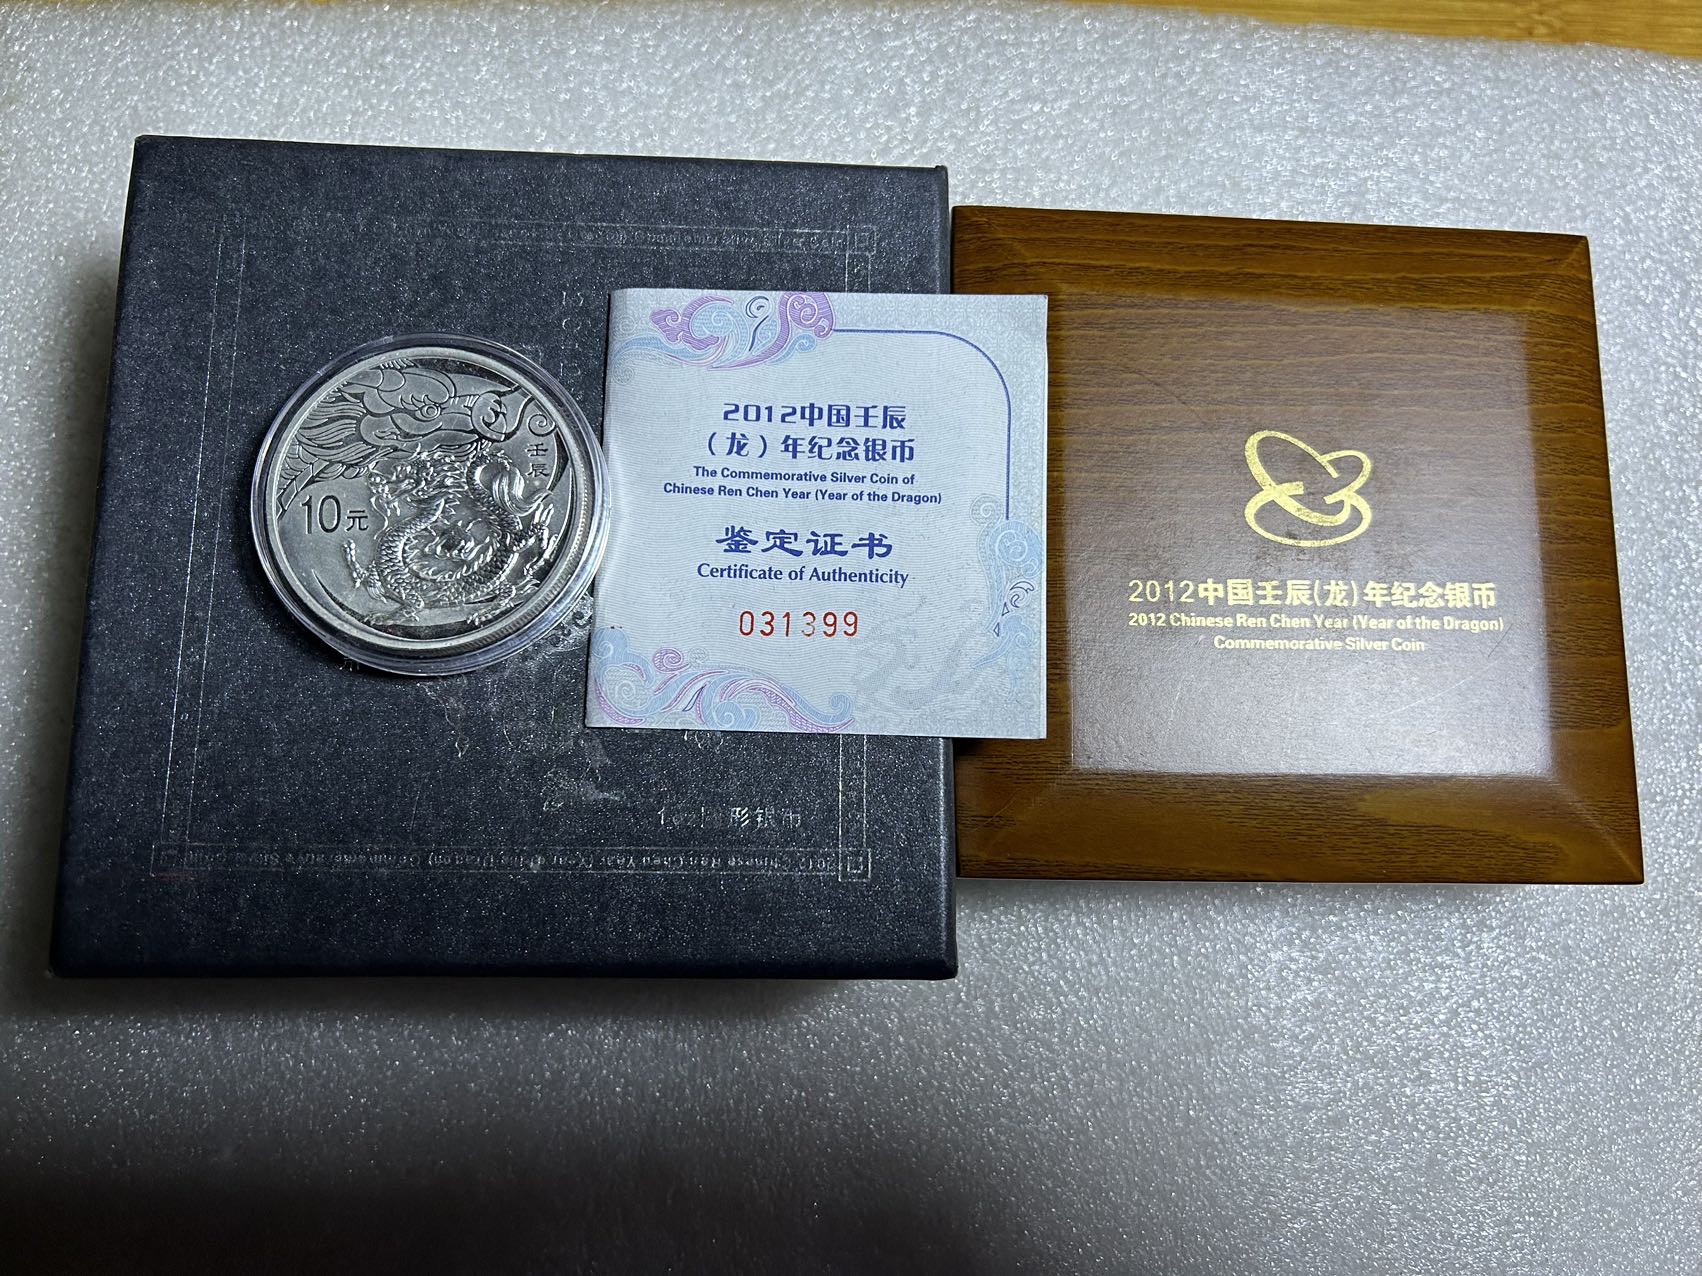 壬辰
10元
2012中国壬辰
（龙）年纪念银币
The Commemorative Silver Coin of
Chinese Ren Chen Year (Year of the Dragon)
鉴定证书
Certificate of Authenticity
031399
2012中国壬辰(龙)年纪念银币
2012 Chinese Ren Chen Year (Year of the Dragon)
Commemorative Silver Coin
形银币